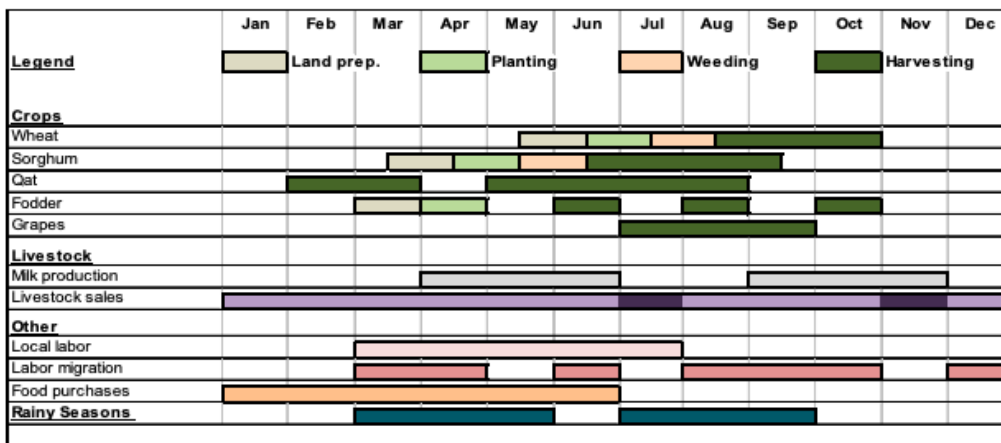 Jan Feb Mar Apr May Jun Jul Aug Sep Oct Nov Dec
Legend Land prep. Planting Weeding Harvesting
Crops
Wheat
Sorghum
Qat
Fodder
Grapes
Livestock
Milk production
Livestock sales
Other
Local labor
Labor migration
Food purchases
Rainy Seasons